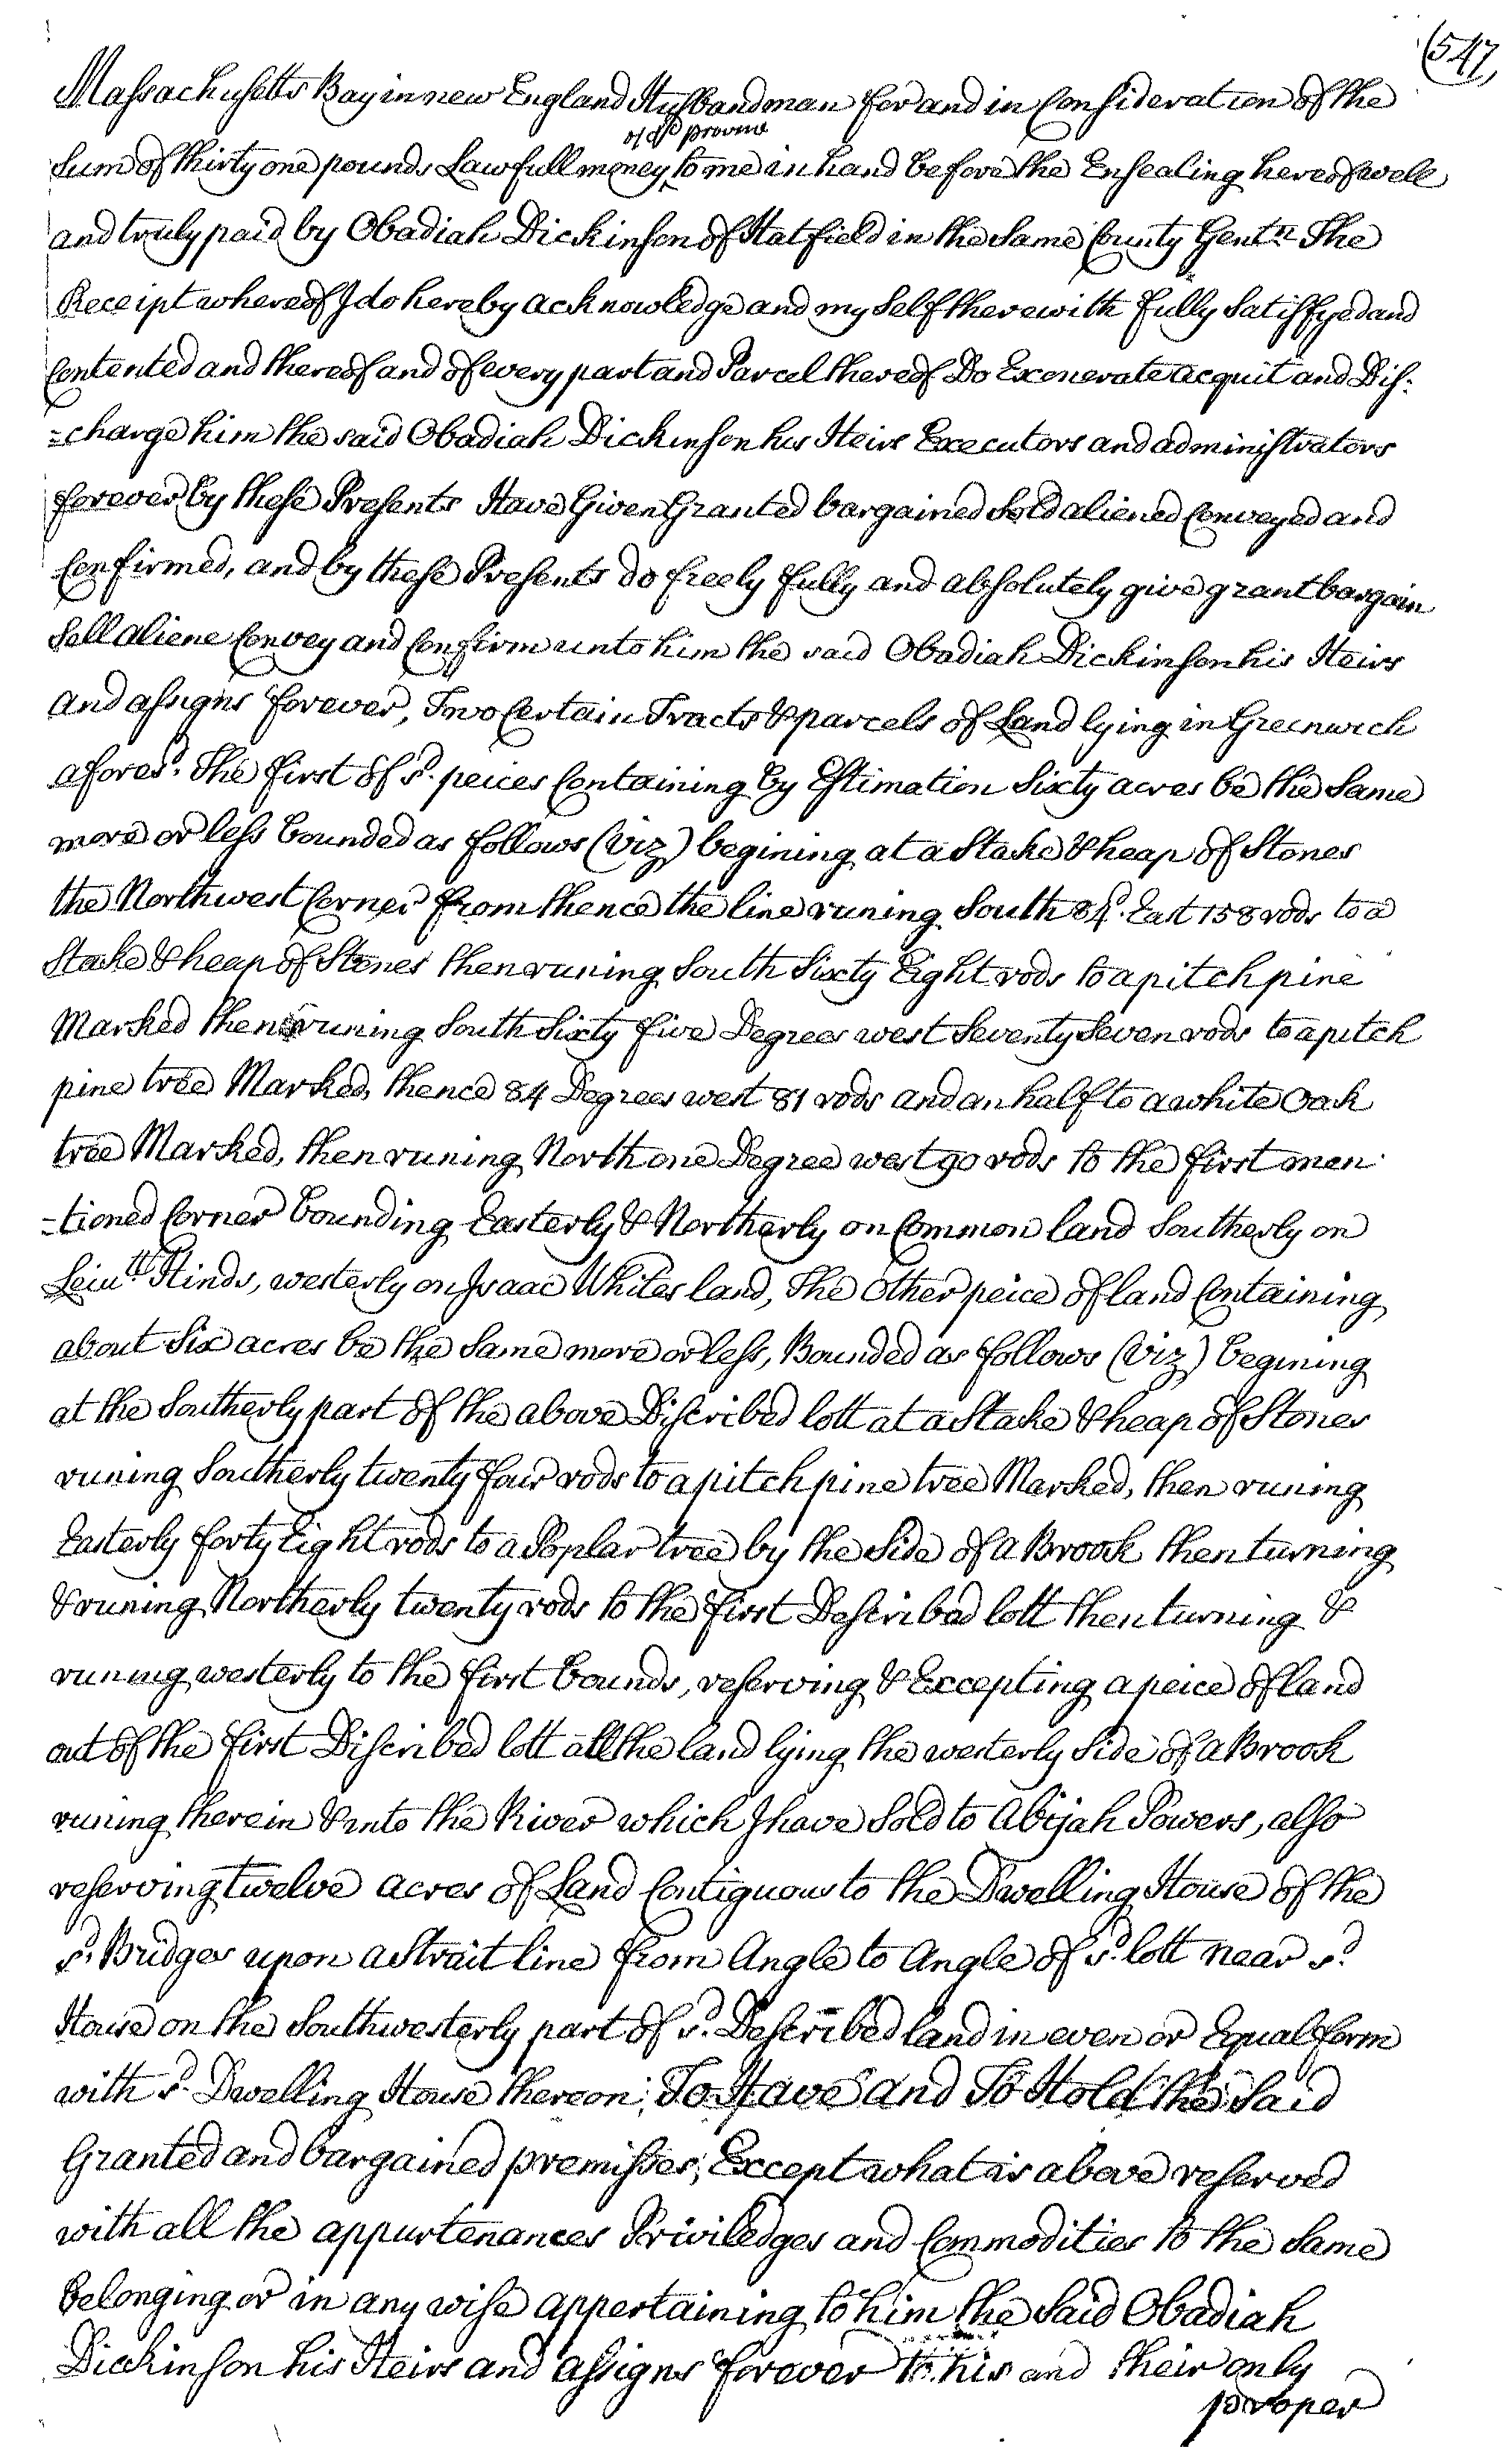 (547
Massachusetts Bay in new England Husbandman for and in Consideration of the
of sd. province
Sum of thirty one pounds Lawfull money to me in hand before the Ensealing hereof well
and truly paid by Obadiah Dickinson of Hatfield in the Same County Gentn. The
Receipt whereof I do hereby acknowledge and my Self therewith fully Satisfyed and
Contented and thereof and of every part and Parcel thereof Do Exonerate acquit and Dis:
=charge him the said Obadiah Dickinson his Heirs Executors and administrators
forever by these Presents Have Given Granted bargained Sold aliened Conveyed and
Confirmed, and by these Presents do freely fully and absolutely give grant bargain
Sell aliene Convey and Confirm unto him the said Obadiah Dickinson his Heirs
and assigns forever, Two Certain Tracts & parcels of Land lying in Greenwich
aforesd. The first of sd. peices Containing by Estimation Sixty acres be the Same
more or less bounded as follows (viz) begining at a Stake & heap of Stones
the Northwest Corner from thence the line runing South 84d. East 158 rods to a
Stake & heap of Stones then runing South Sixty Eight rods to a pitch pine
Marked then runing South Sixty five Degrees west Seventy Seven rods to a pitch
pine tree Marked, thence 84 Degrees west 81 rods and an half to a white Oak
tree Marked, then runing North one Degree west 90 rods to the first men
=tioned Corner bounding Easterly & Northerly on Common land Southerly on
Leiutt. Hinds, westerly on Isaac Whites land, The other peice of land Containing
about Six acres be the Same more or less, Bounded as follows (viz) begining
at the Southerly part of the above Discribed lott at a Stake & heap of Stones
runing Southerly twenty four rods to a pitch pine tree Marked, then runing
Easterly forty Eight rods to a Poplar tree by the Side of a Brook then turning
& runing Northerly twenty rods to the first Described lott then turning &
runing westerly to the first bounds, reserving & Excepting a peice of land
out of the first Discribed lott all the land lying the westerly Side of a Brook
runing therein & into the River which I have Sold to Abijah Powers, also
reserving twelve acres of Land Contiguous to the Dwelling House of the
sd. Bridges upon a Strait line from Angle to Angle of sd. lott near sd.
House on the Southwesterly part of sd. Described land in even or Equal form
with sd. Dwelling House thereon; To Have and To Hold the Said
Granted and bargained premisses, Except what is above reserved
with all the appurtenances Priviledges and Commodities to the Same
belonging or in any wise appertaining to him the Said Obadiah
Dickinson his Heirs and assigns forever to his and their only
proper